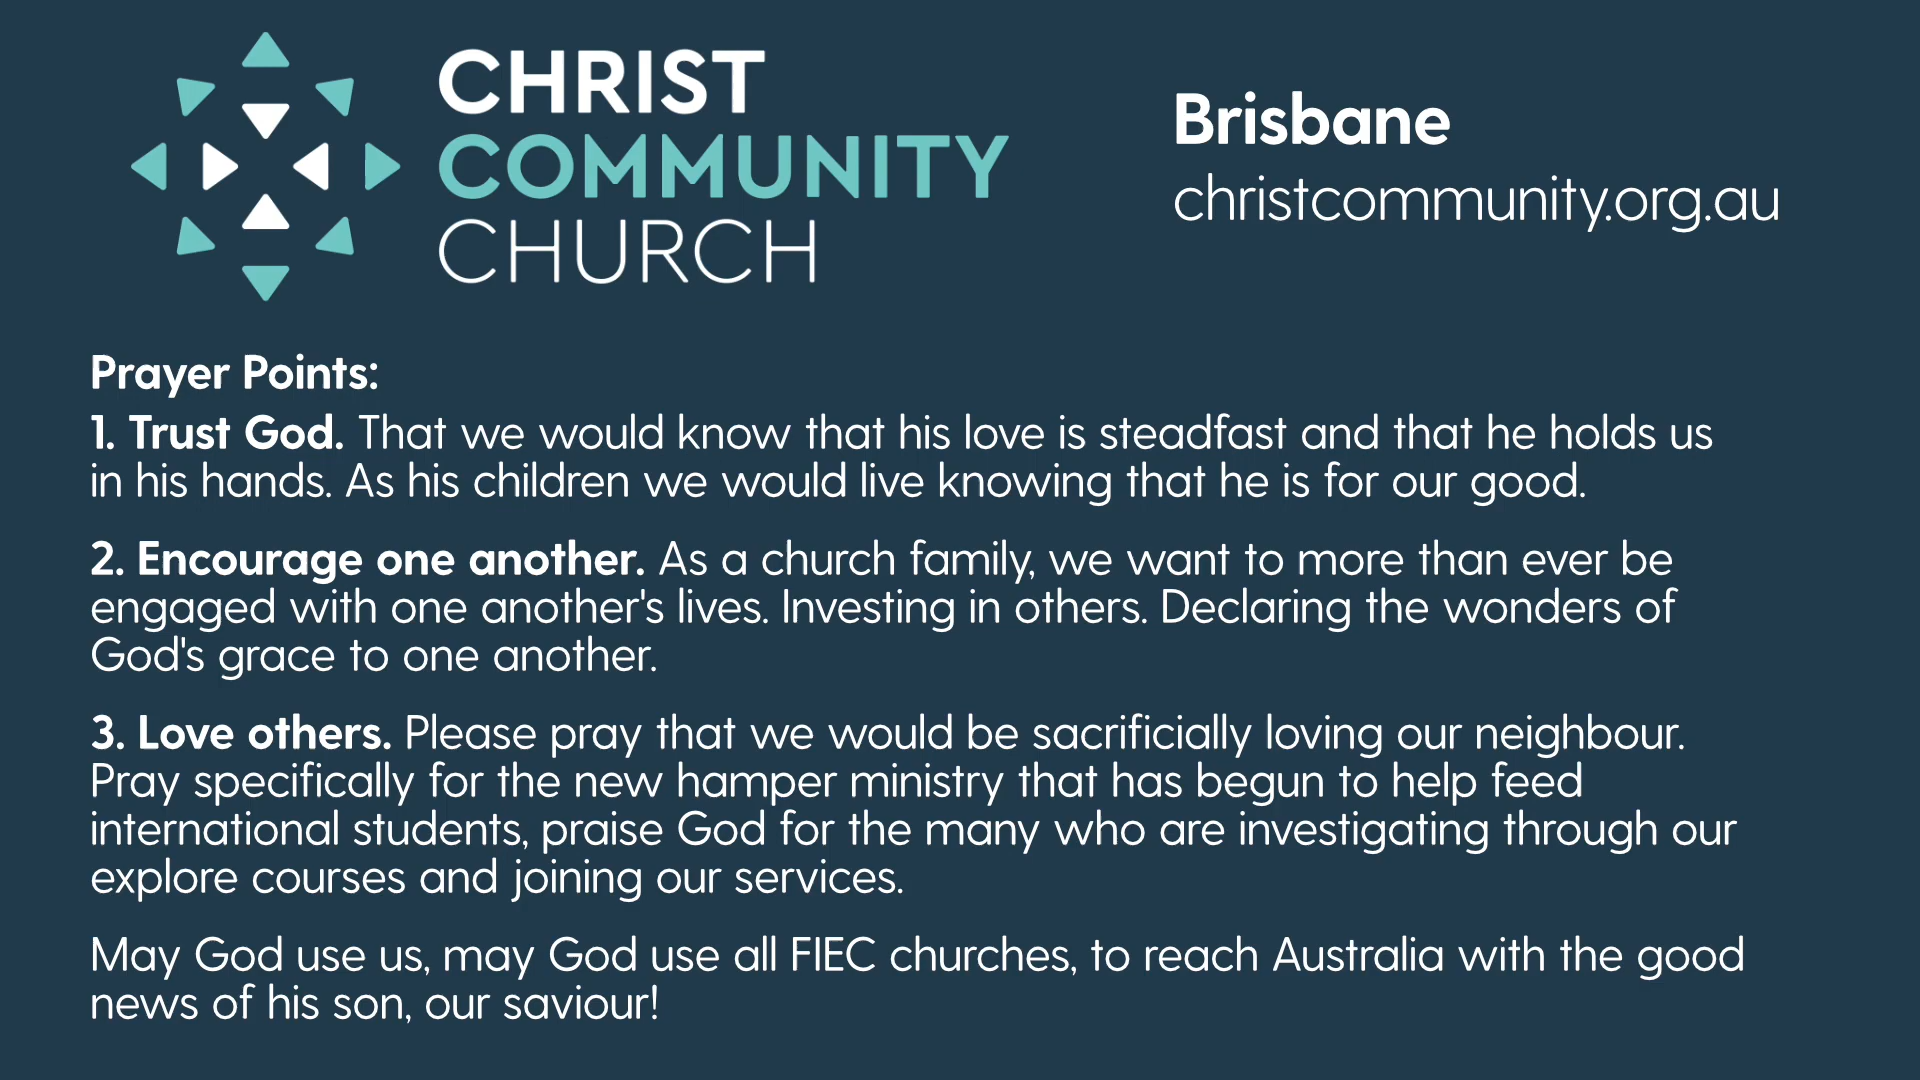 CHRIST
COMMUNITY
CHURCH
Brisbane
christcommunity.org.au
Prayer Points:
1. Trust God. That we would know that his love is steadfast and that he holds us
in his hands. As his children we would live knowing that he is for our good.
2. Encourage one another. As a church family, we want to more than ever be
engaged with one another's lives. Investing in others. Declaring the wonders of
God's grace to one another.
3. Love others. Please pray that we would be sacrificially loving our neighbour.
Pray specifically for the new hamper ministry that has begun to help feed
international students, praise God for the many who are investigating through our
explore courses and joining our services.
May God use us, may God use all FIEC churches, to reach Australia with the good
news of his son, our saviour!